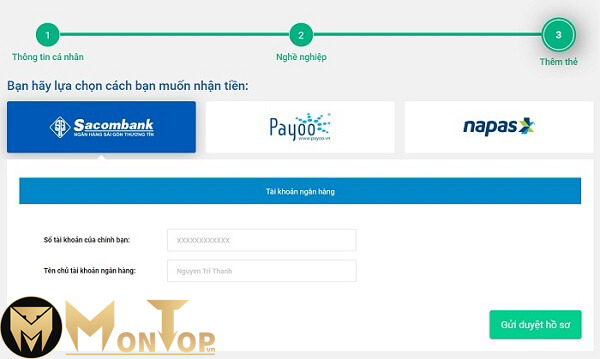 1
2
3
Thông tin cá nhân
Nghề nghiệp
Thêm thẻ
Bạn hãy lựa chọn cách bạn muốn nhận tiền:
Sacombank
NGÂN HÀNG SÀI GÒN THƯƠNG TÍN
Payoo
www.payoo.vn
napas
Tài khoản ngân hàng
Số tài khoản của chính bạn:
XXXXXXXXXXXX
Tên chủ tài khoản ngân hàng:
Nguyen Tri Thanh
Gửi duyệt hồ sơ
MONTOP.vn